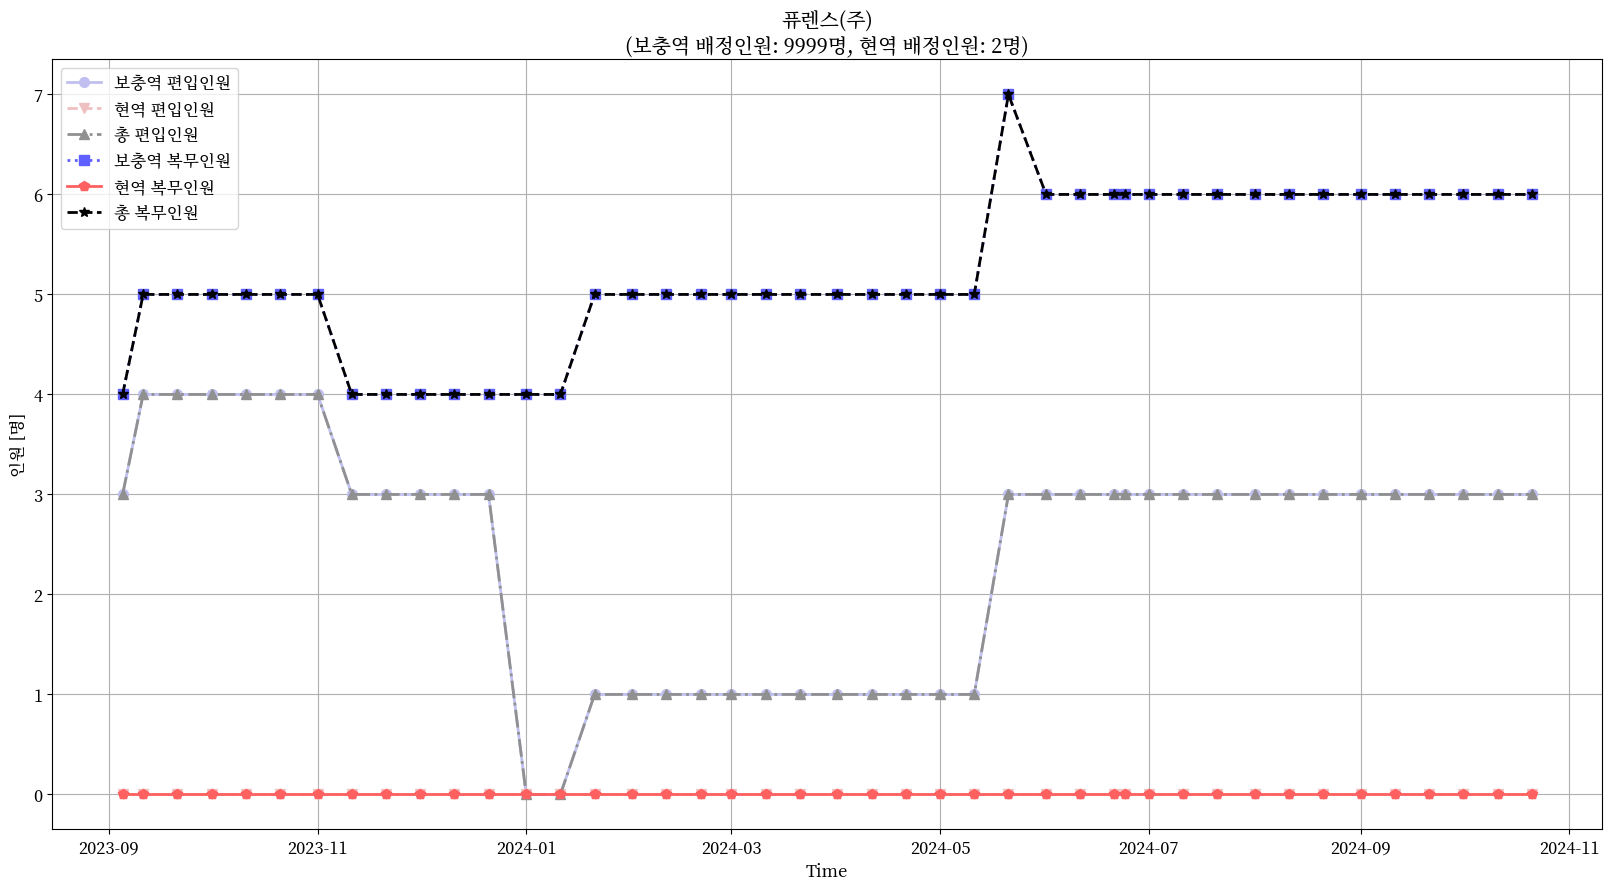 퓨렌스(주)
(보충역 배정인원: 9999명, 현역 배정인원: 2명)
보충역 편입인원
현역 편입인원
총 편입인원
보충역 복무인원
현역 복무인원
총 복무인원
인원 [명]
7
6
5
4
3
2
1
0
2023-09
2023-11
2024-01
2024-03
2024-05
2024-07
2024-09
2024-11
Time